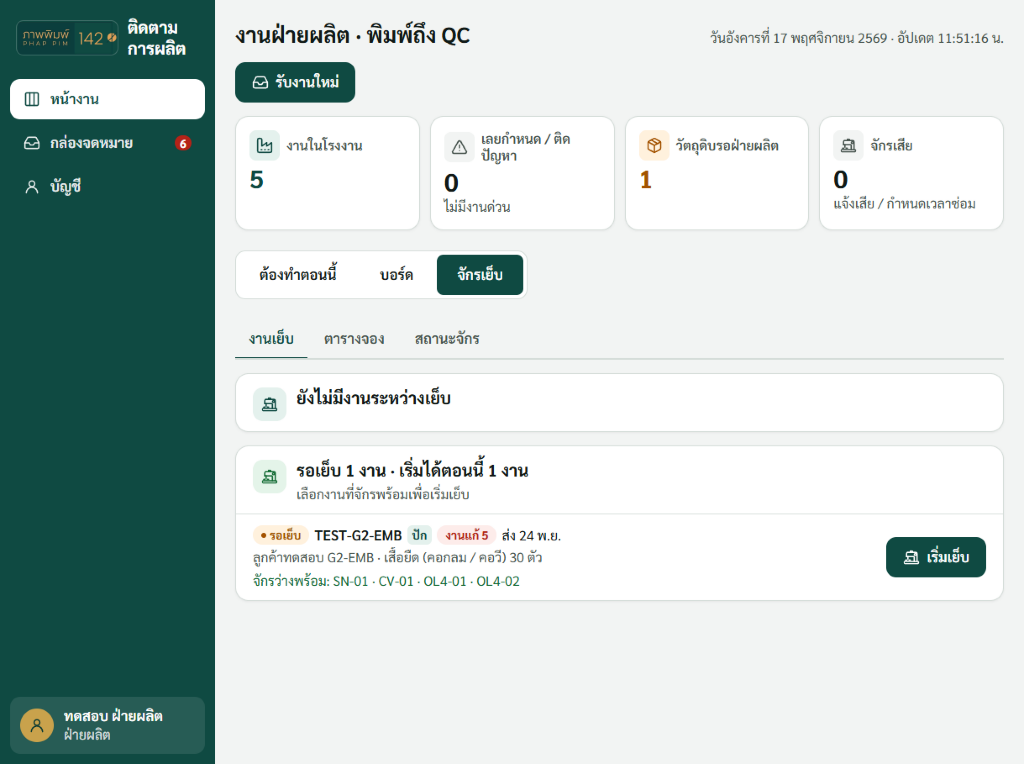 ภาพพิมพ์
PHAP PIM
142
ติดตาม
การผลิต
หน้างาน
กล่องจดหมาย 6
บัญชี
ทดสอบ ฝ่ายผลิต
ฝ่ายผลิต
งานฝ่ายผลิต · พิมพ์ถึง QC
วันอังคารที่ 17 พฤศจิกายน 2569 · อัปเดต 11:51:16 น.
รับงานใหม่
งานในโรงงาน
5
เลยกำหนด / ติด
ปัญหา
0
ไม่มีงานด่วน
วัตถุดิบรอฝ่ายผลิต
1
จักรเสีย
0
แจ้งเสีย / กำหนดเวลาซ่อม
ต้องทำตอนนี้ บอร์ด จักรเย็บ
งานเย็บ ตารางจอง สถานะจักร
ยังไม่มีงานระหว่างเย็บ
รอเย็บ 1 งาน · เริ่มได้ตอนนี้ 1 งาน
เลือกงานที่จักรพร้อมเพื่อเริ่มเย็บ
• รอเย็บ TEST-G2-EMB ปัก งานแก้ 5 ส่ง 24 พ.ย.
ลูกค้าทดสอบ G2-EMB · เสื้อยืด (คอกลม / คอวี) 30 ตัว
จักรว่างพร้อม: SN-01 · CV-01 · OL4-01 · OL4-02
เริ่มเย็บ